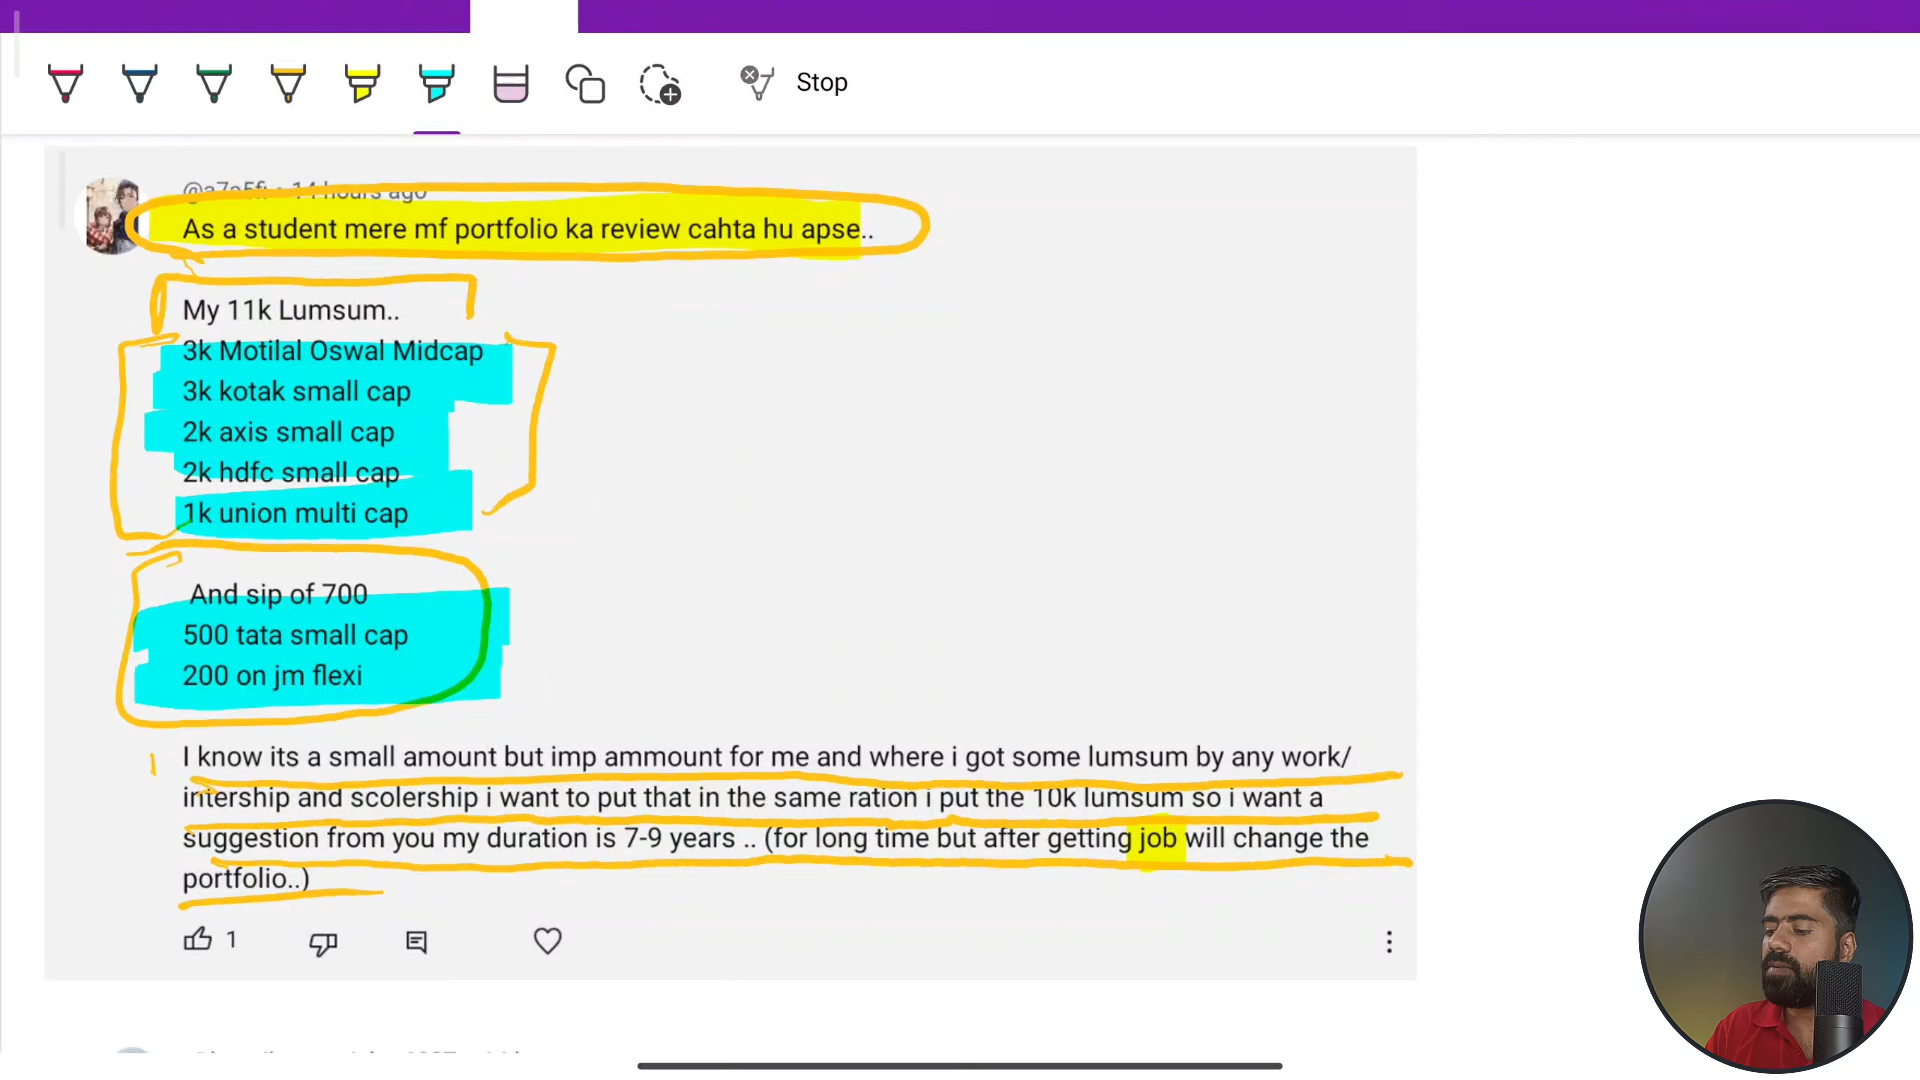 Stop
14 hours ago
As a student mere mf portfolio ka review cahta hu apse..
My 11k Lumsum..
3k Motilal Oswal Midcap
3k kotak small cap
2k axis small cap
2k hdfc small cap
1k union multi cap
And sip of 700
500 tata small cap
200 on jm flexi
I know its a small amount but imp ammount for me and where i got some lumsum by any work/
intership and scolership i want to put that in the same ration i put the 10k lumsum so i want a
suggestion from you my duration is 7-9 years .. (for long time but after getting job will change the
portfolio..)
1